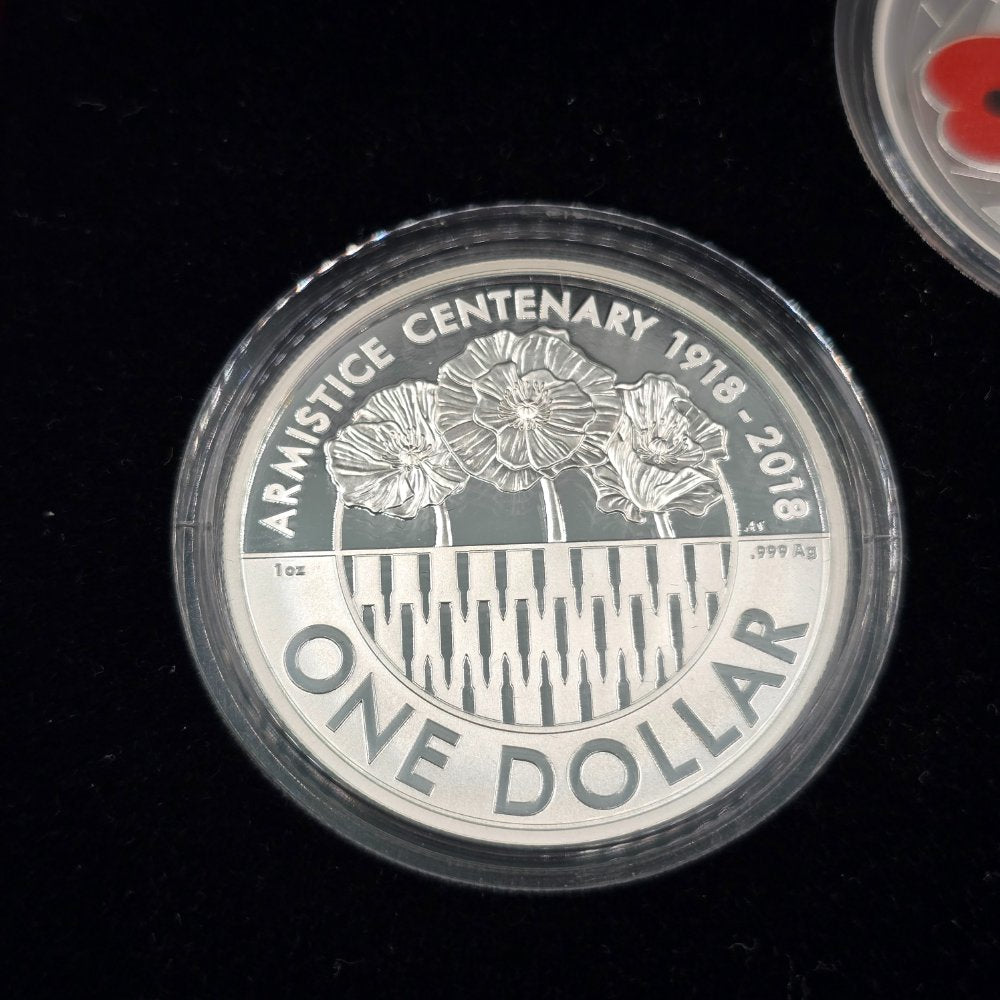 ARMISTICE CENTENARY 1918-2018
1oz
.999 Ag
ONE DOLLAR